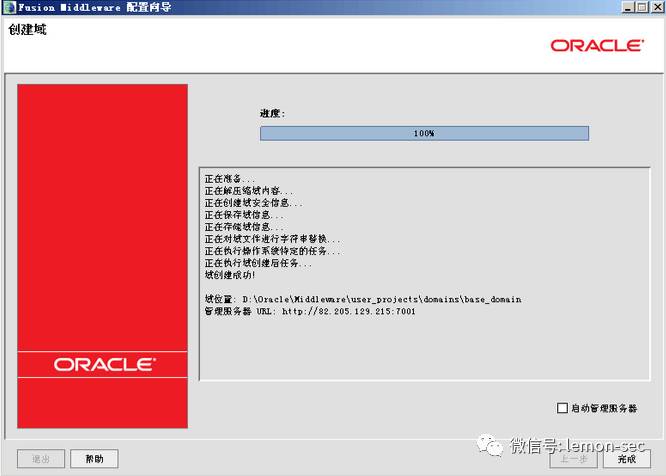 Fusion Middleware 配置向导
创建域
ORACLE
进度:
100%
正在准备...
正在解压缩域内容...
正在创建域安全信息...
正在保存域信息...
正在存储域信息...
正在对域文件进行字符串替换...
正在执行操作系统特定的任务...
正在执行域创建后任务...
域创建成功!
域位置: D:\Oracle\Middleware\user_projects\domains\base_domain
管理服务器 URL: http://82.205.129.215:7001
ORACLE
启动管理服务器
微信号:lemon-sec
退出 帮助 上一步 完成